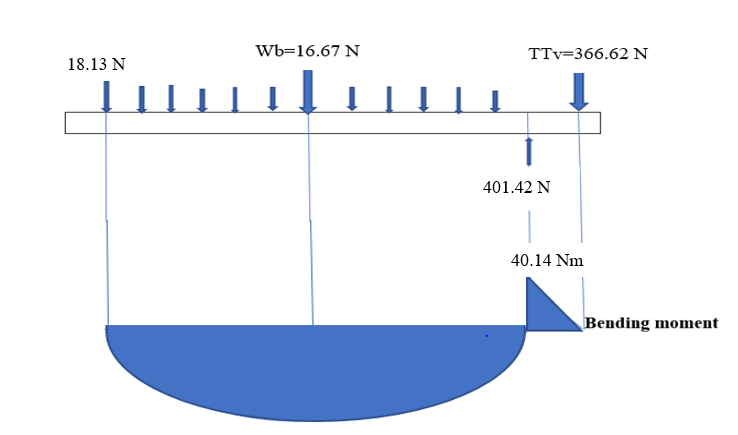 Wb=16.67 N
TTv=366.62 N
18.13 N
401.42 N
40.14 Nm
Bending moment